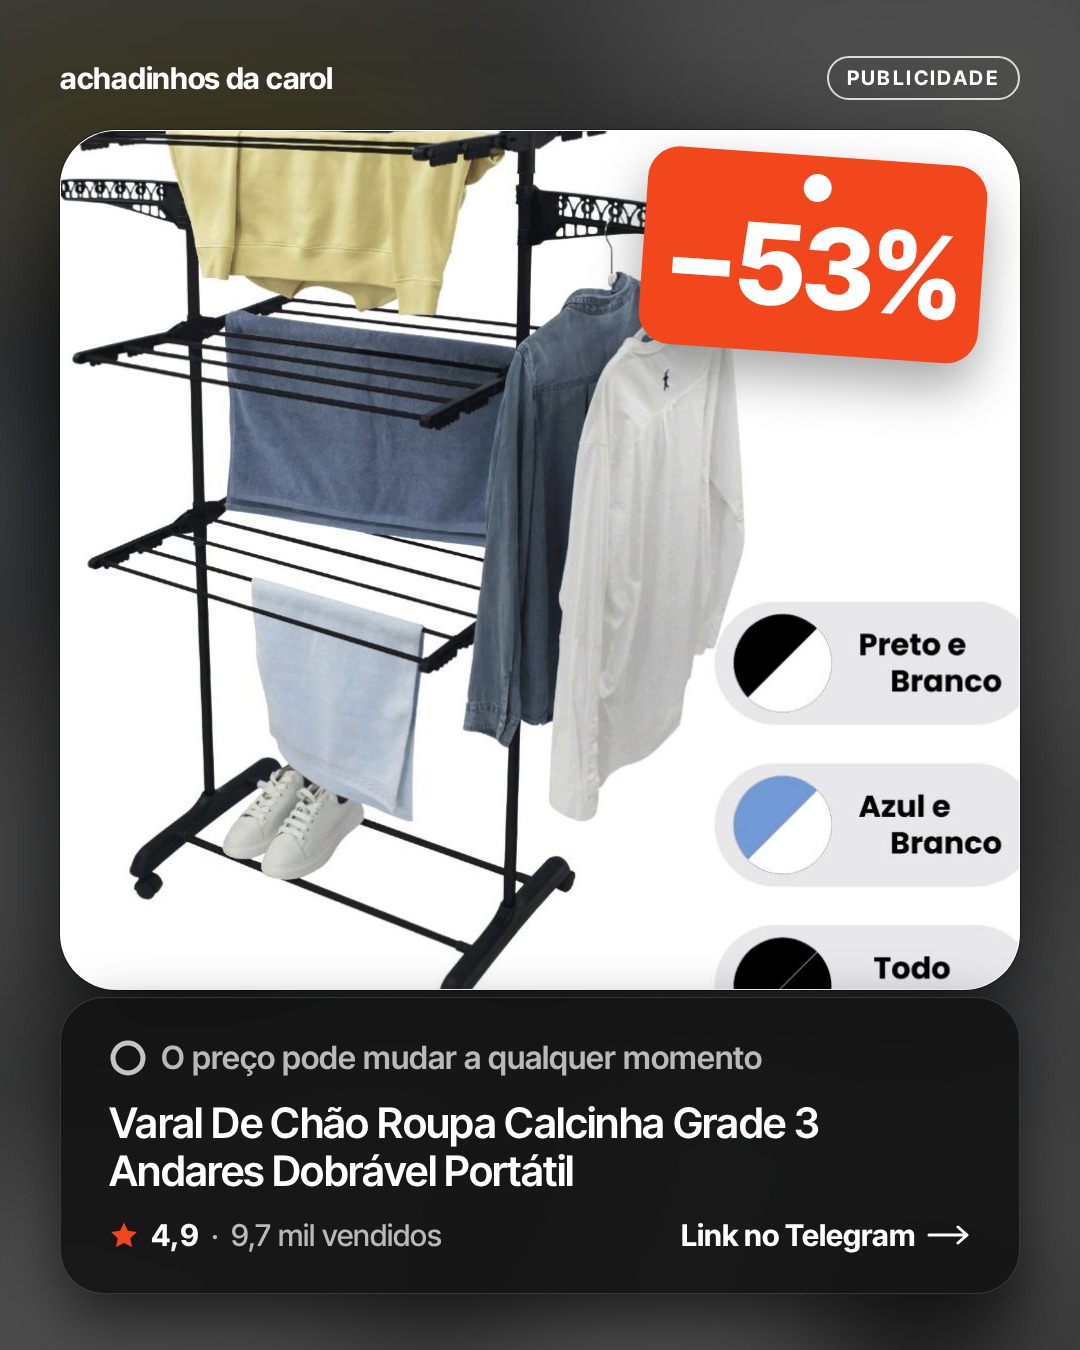 achadinhos da carol
PUBLICIDADE
–53%
Preto e
Branco
Azul e
Branco
Todo
O preço pode mudar a qualquer momento
Varal De Chão Roupa Calcinha Grade 3
Andares Dobrável Portátil
4,9 · 9,7 mil vendidos
Link no Telegram →